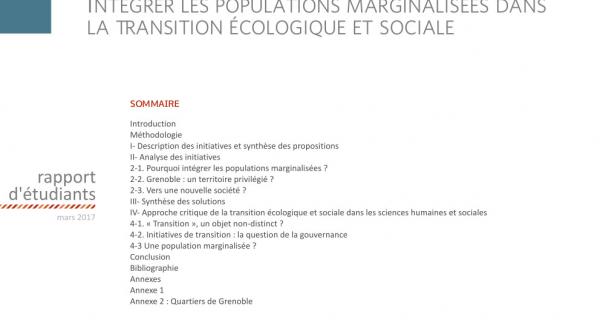 INTÉGRER LES POPULATIONS MARGINALISÉES DANS
LA TRANSITION ÉCOLOGIQUE ET SOCIALE
SOMMAIRE
Introduction
Méthodologie
I- Description des initiatives et synthèse des propositions
II- Analyse des initiatives
2-1. Pourquoi intégrer les populations marginalisées ?
2-2. Grenoble : un territoire privilégié ?
2-3. Vers une nouvelle société ?
III- Synthèse des solutions
IV- Approche critique de la transition écologique et sociale dans les sciences humaines et sociales
4-1. « Transition », un objet non-distinct ?
4-2. Initiatives de transition : la question de la gouvernance
4-3 Une population marginalisée ?
Conclusion
Bibliographie
Annexes
Annexe 1
Annexe 2 : Quartiers de Grenoble
rapport
d'étudiants
mars 2017